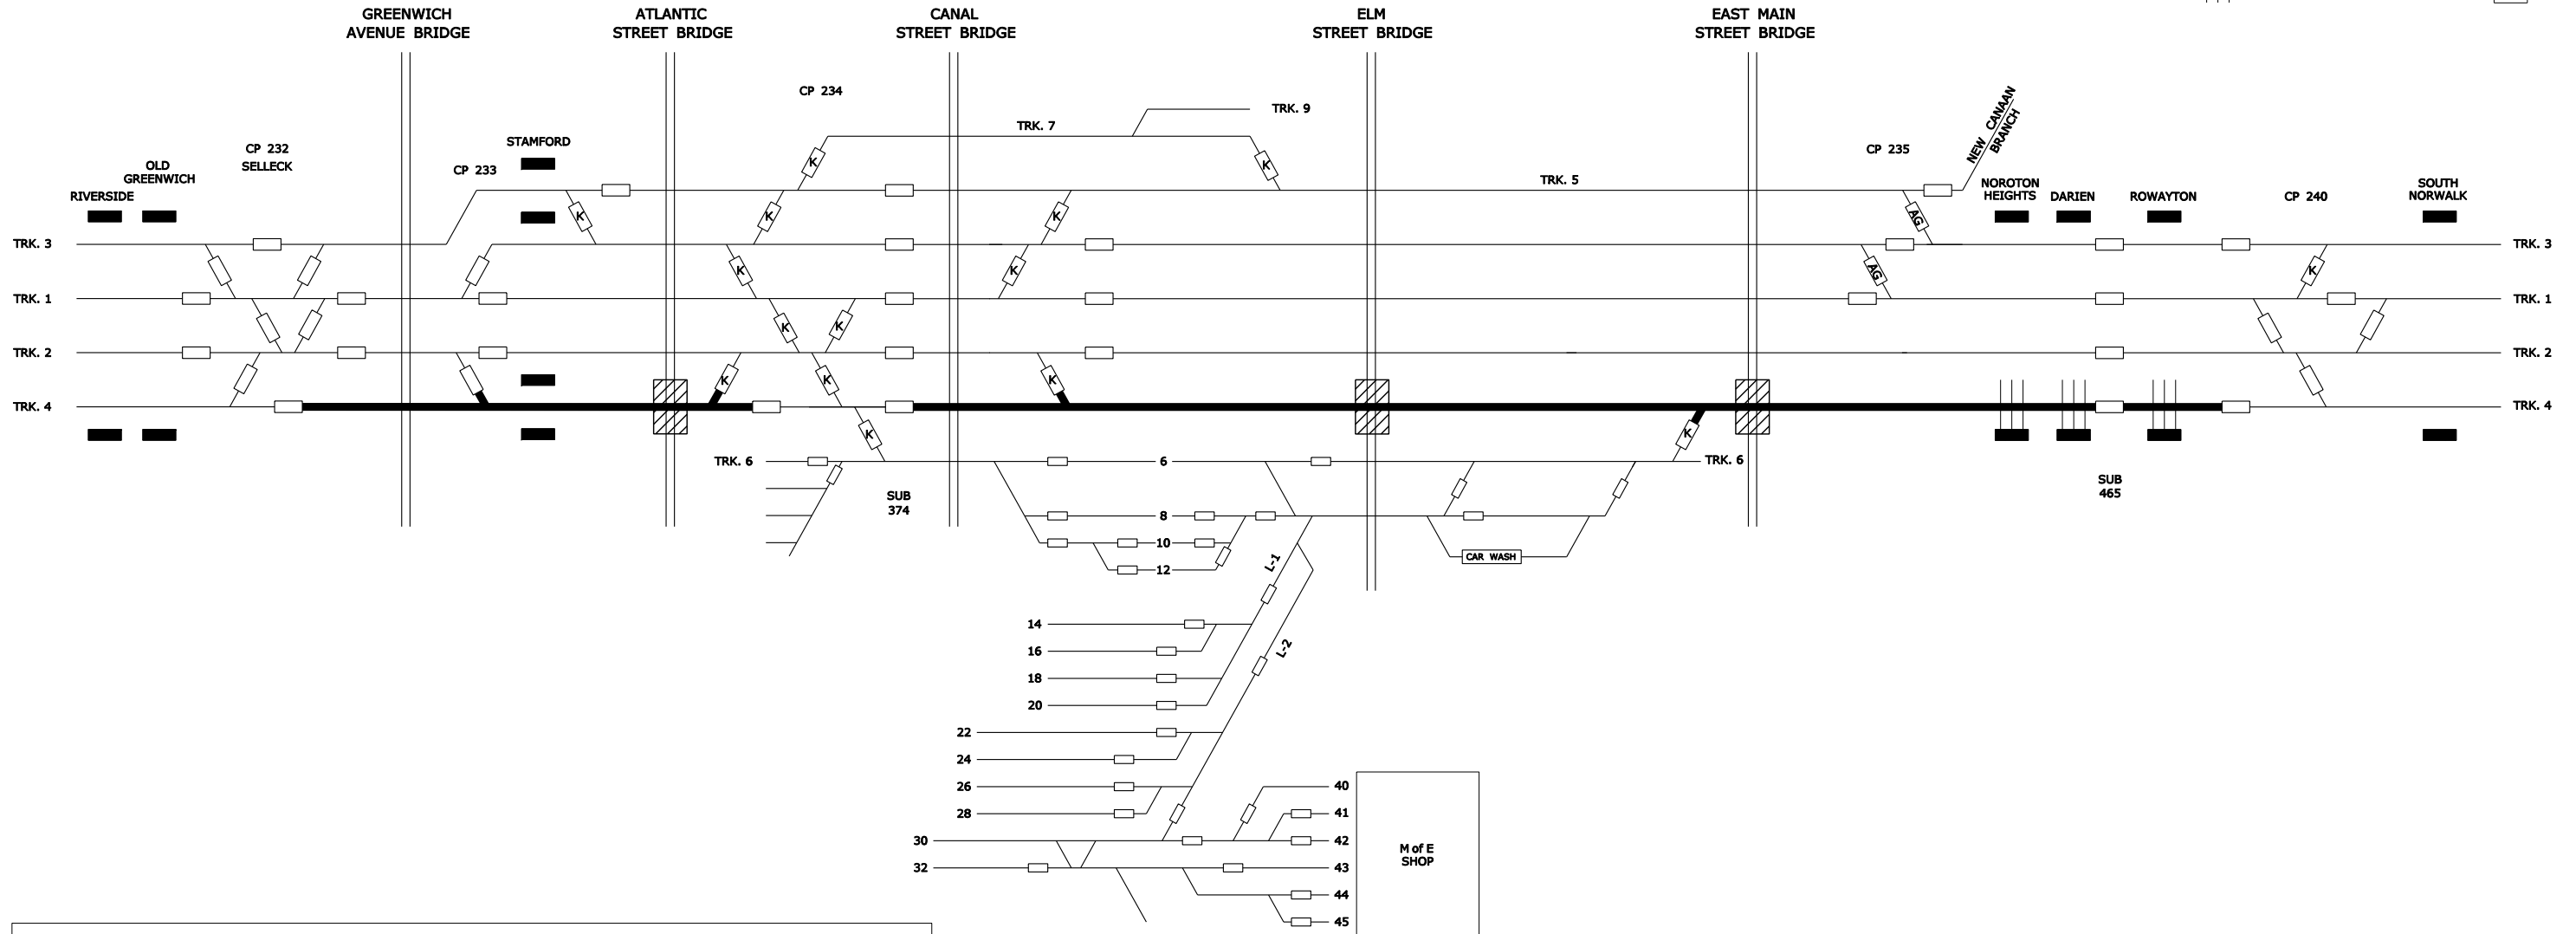 GREENWICH
AVENUE BRIDGE
ATLANTIC
STREET BRIDGE
CANAL
STREET BRIDGE
ELM
STREET BRIDGE
EAST MAIN
STREET BRIDGE
CP 234
TRK. 9
TRK. 7
NEW CANAAN
BRANCH
STAMFORD
CP 232
SELLECK
CP 235
OLD
GREENWICH
CP 233
K
K
TRK. 5
RIVERSIDE
NOROTON
HEIGHTS
DARIEN
ROWAYTON
CP 240
SOUTH
NORWALK
K
K
K
AG
TRK. 3
TRK. 3
K
K
AG
K
TRK. 1
TRK. 1
K
K
TRK. 2
TRK. 2
K
K
K
TRK. 4
TRK. 4
K
K
TRK. 6
6
TRK. 6
SUB
374
SUB
465
8
10
CAR WASH
12
L-1
14
L-2
16
18
20
22
24
26
40
28
41
30
42
M of E
SHOP
32
43
44
45